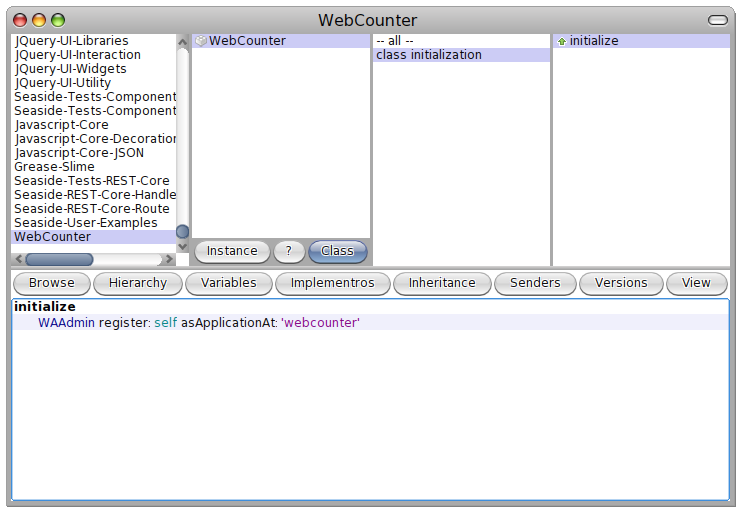 WebCounter
JQuery-UI-Libraries
JQuery-UI-Interaction
JQuery-UI-Widgets
JQuery-UI-Utility
Seaside-Tests-Component
Seaside-Tests-Component
Javascript-Core
Javascript-Core-Decoration
Javascript-Core-JSON
Grease-Slime
Seaside-Tests-REST-Core
Seaside-REST-Core-Handle
Seaside-REST-Core-Route
Seaside-User-Examples
WebCounter
WebCounter
Instance ? Class
-- all --
class initialization
initialize
Browse Hierarchy Variables Implementros Inheritance Senders Versions View
initialize
WAAdmin register: self asApplicationAt: 'webcounter'